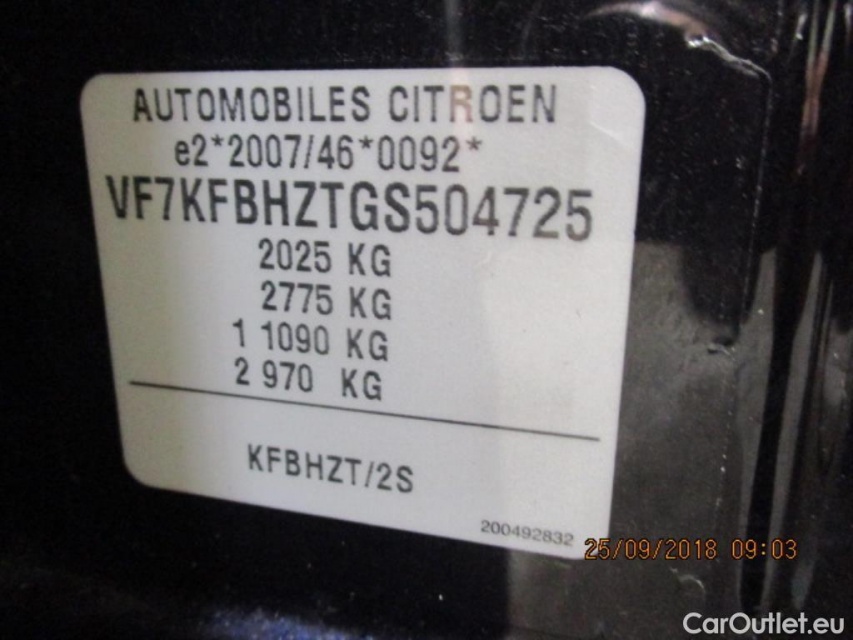 AUTOMOBILES CITROEN
e2*2007/46*0092*
VF7KFBHZTGS504725
2025 KG
2775 KG
1 1090 KG
2 970 KG
KFBHZT/2S
200492832
25/09/2018 09:03
CarOutlet.eu